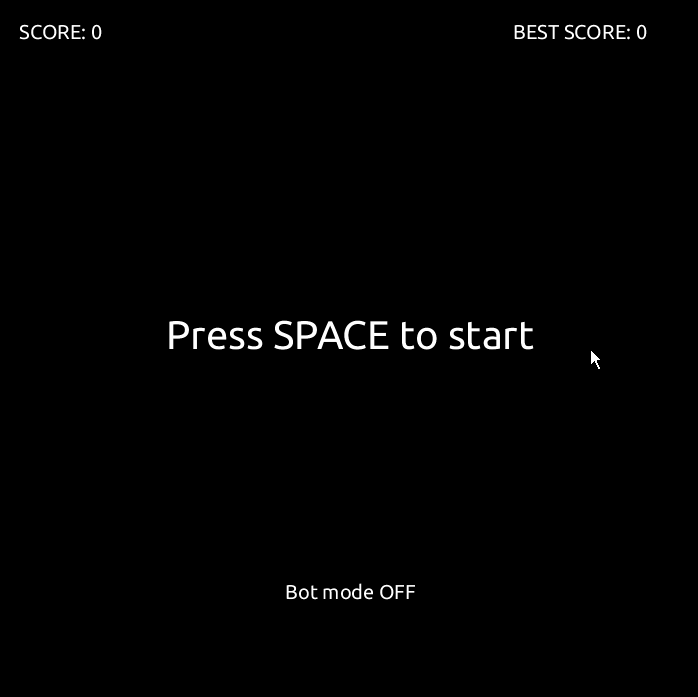 SCORE: 0
BEST SCORE: 0
Press SPACE to start
Bot mode OFF